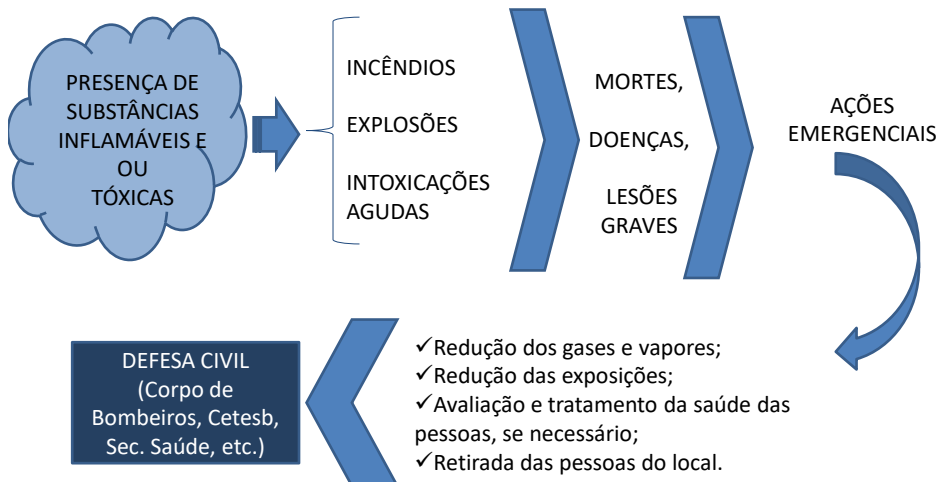 PRESENÇA DE
SUBSTÂNCIAS
INFLAMÁVEIS E
OU
TÓXICAS
INCÊNDIOS
EXPLOSÕES
INTOXICAÇÕES
AGUDAS
MORTES,
DOENÇAS,
LESÕES
GRAVES
AÇÕES
EMERGENCIAIS
✓Redução dos gases e vapores;
✓Redução das exposições;
✓Avaliação e tratamento da saúde das
pessoas, se necessário;
✓Retirada das pessoas do local.
DEFESA CIVIL
(Corpo de
Bombeiros, Cetesb,
Sec. Saúde, etc.)